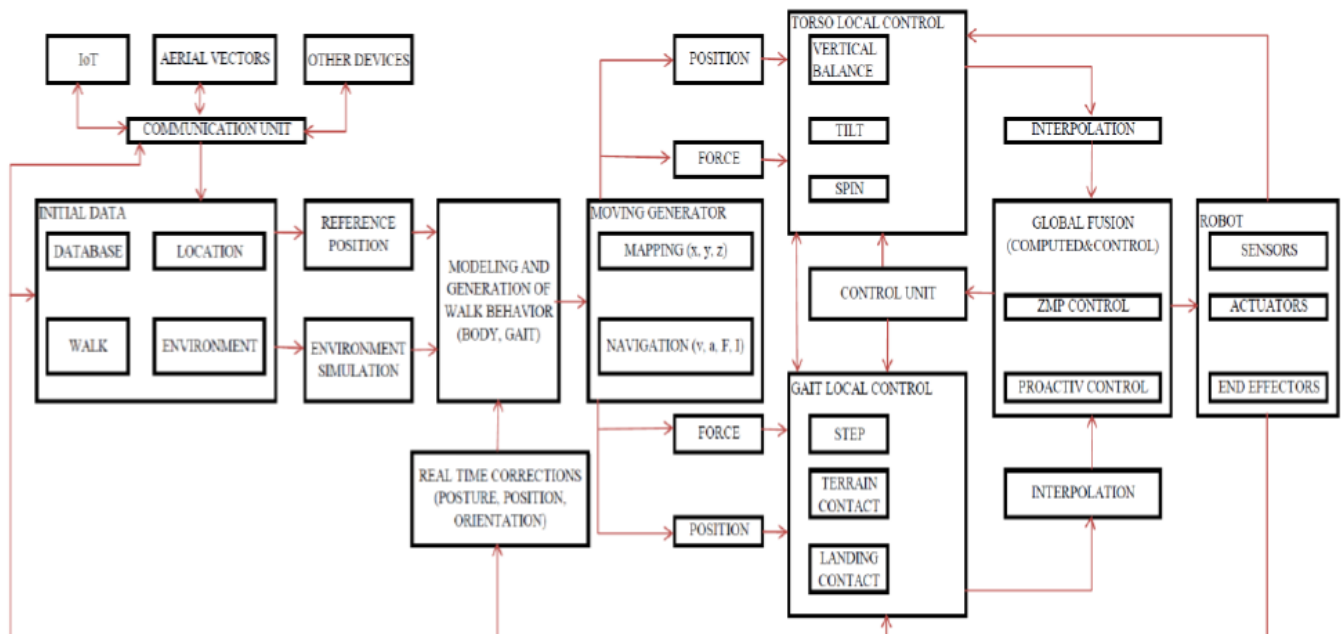 IoT
AERIAL VECTORS
OTHER DEVICES
COMMUNICATION UNIT
INITIAL DATA
DATABASE
LOCATION
WALK
ENVIRONMENT
REFERENCE
POSITION
ENVIRONMENT
SIMULATION
MODELING AND
GENERATION OF
WALK BEHAVIOR
(BODY, GAIT)
REAL TIME CORRECTIONS
(POSTURE, POSITION,
ORIENTATION)
MOVING GENERATOR
MAPPING (x, y, z)
NAVIGATION (v, a, F, I)
POSITION
FORCE
FORCE
POSITION
TORSO LOCAL CONTROL
VERTICAL
BALANCE
TILT
SPIN
CONTROL UNIT
GAIT LOCAL CONTROL
STEP
TERRAIN
CONTACT
LANDING
CONTACT
INTERPOLATION
GLOBAL FUSION
(COMPUTED&CONTROL)
ZMP CONTROL
PROACTIV CONTROL
INTERPOLATION
ROBOT
SENSORS
ACTUATORS
END EFFECTORS